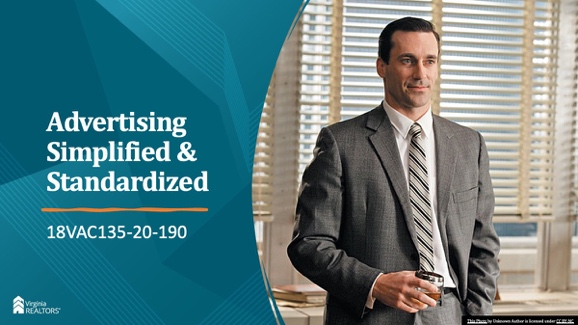 Advertising
Simplified &
Standardized
18VAC135-20-190
Virginia
REALTORS®
This Photo by Unknown Author is licensed under CC BY-NC